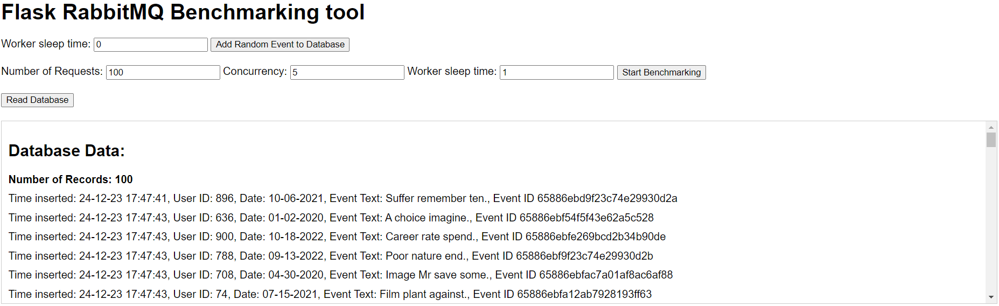 Flask RabbitMQ Benchmarking tool
Worker sleep time: 0 Add Random Event to Database
Number of Requests: 100 Concurrency: 5 Worker sleep time: 1 Start Benchmarking
Read Database
Database Data:
Number of Records: 100
Time inserted: 24-12-23 17:47:41, User ID: 896, Date: 10-06-2021, Event Text: Suffer remember ten., Event ID 65886ebd9f23c74e29930d2a
Time inserted: 24-12-23 17:47:43, User ID: 636, Date: 01-02-2020, Event Text: A choice imagine., Event ID 65886ebf54f5f43e62a5c528
Time inserted: 24-12-23 17:47:43, User ID: 900, Date: 10-18-2022, Event Text: Career rate spend., Event ID 65886ebfe269bcd2b34b90de
Time inserted: 24-12-23 17:47:43, User ID: 788, Date: 09-13-2022, Event Text: Poor nature end., Event ID 65886ebf9f23c74e29930d2b
Time inserted: 24-12-23 17:47:43, User ID: 708, Date: 04-30-2020, Event Text: Image Mr save some., Event ID 65886ebfac7a01af8ac6af88
Time inserted: 24-12-23 17:47:43, User ID: 74, Date: 07-15-2021, Event Text: Film plant against., Event ID 65886ebfa12ab7928193ff63